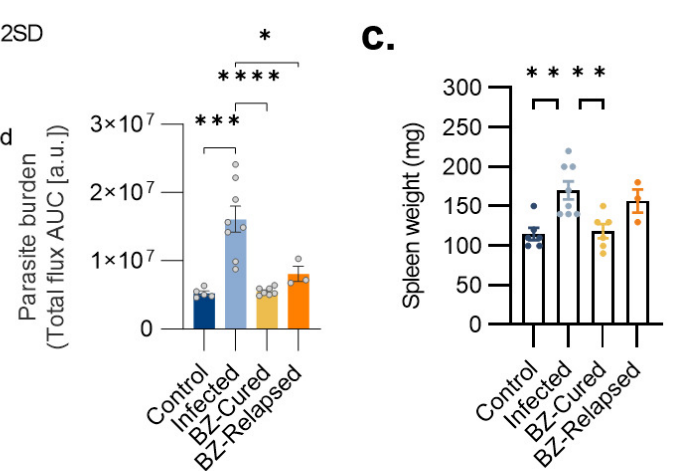 2SD
d
Parasite burden
(Total flux AUC [a.u.])
3×10⁷
2×10⁷
1×10⁷
0
*
****
***
Control
Infected
BZ-Cured
BZ-Relapsed
C.
Spleen weight (mg)
300
250
200
150
100
50
0
* * * *
Control
Infected
BZ-Cured
BZ-Relapsed